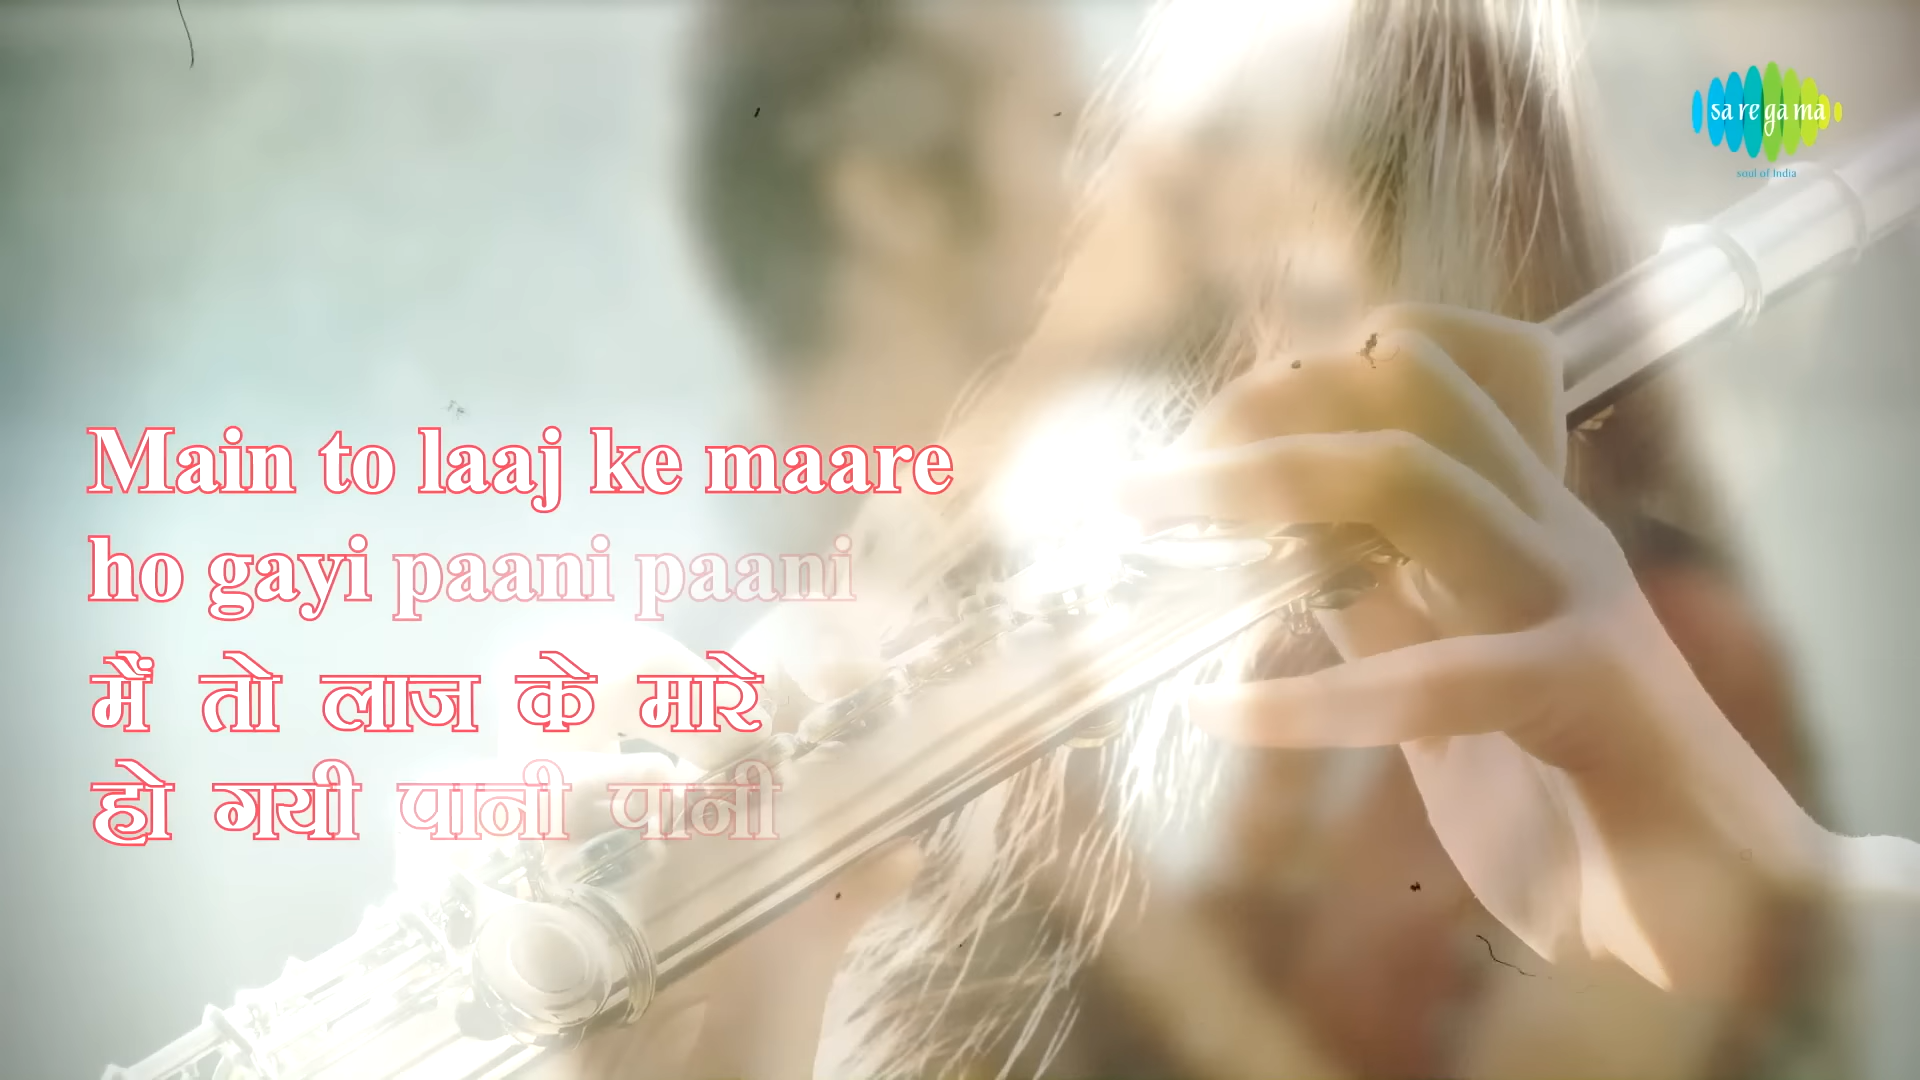 sa re ga ma
soul of India
Main to laaj ke maare
ho gayi paani paani
मैं तो लाज के मारे
हो गयी पानी पानी